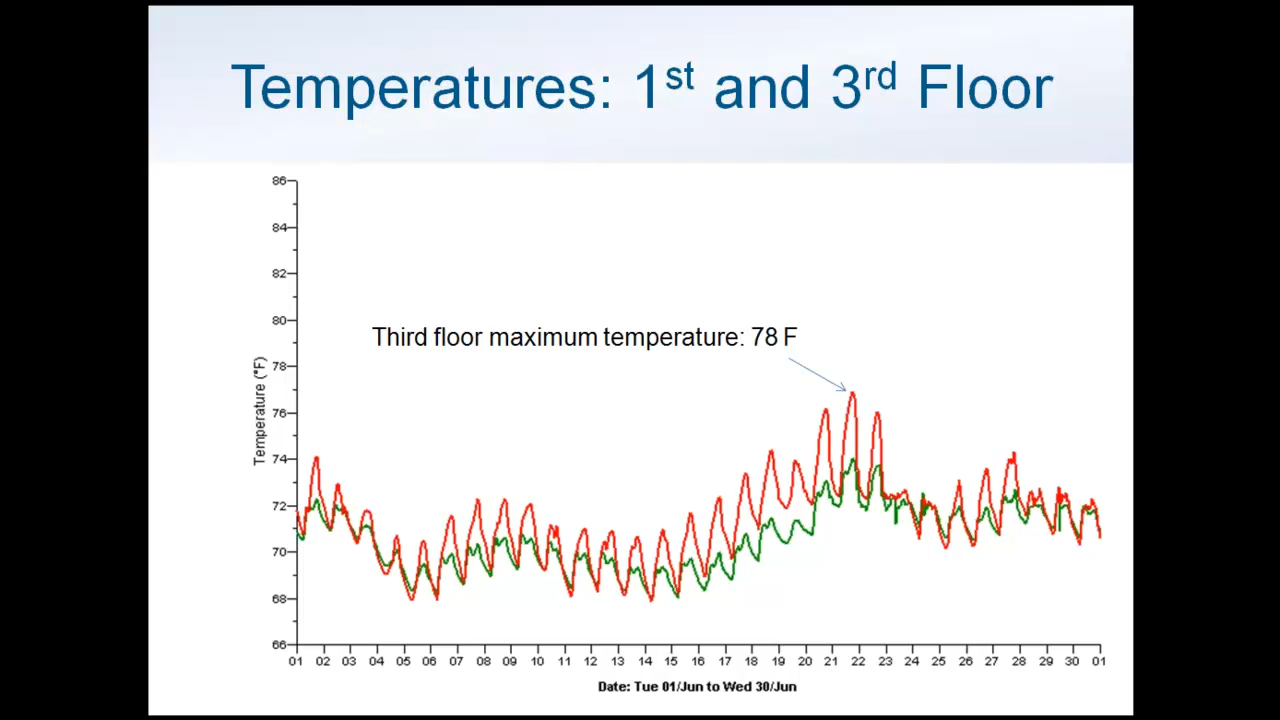 Temperatures: 1st and 3rd Floor
86
84
82
80
Third floor maximum temperature: 78 F
78
76
74
72
70
68
66
Temperature (°F)
01 02 03 04 05 06 07 08 09 10 11 12 13 14 15 16 17 18 19 20 21 22 23 24 25 26 27 28 29 30 01
Date: Tue 01/Jun to Wed 30/Jun